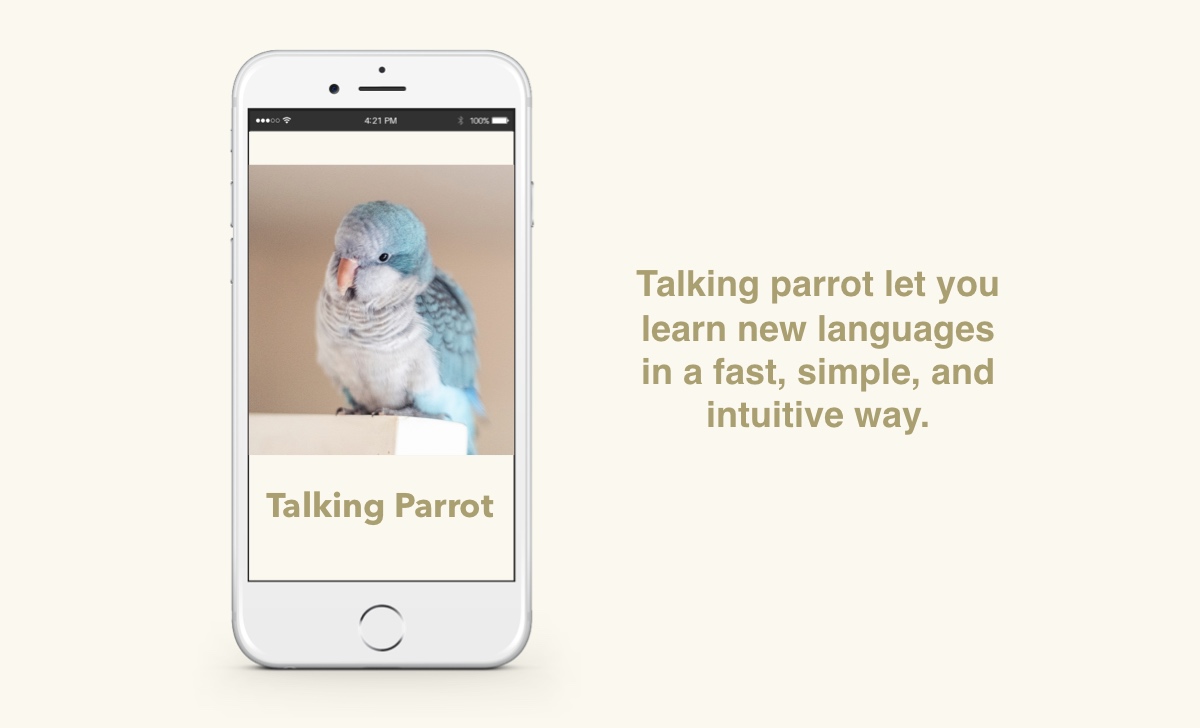 4:21 PM
100%
Talking Parrot
Talking parrot let you
learn new languages
in a fast, simple, and
intuitive way.